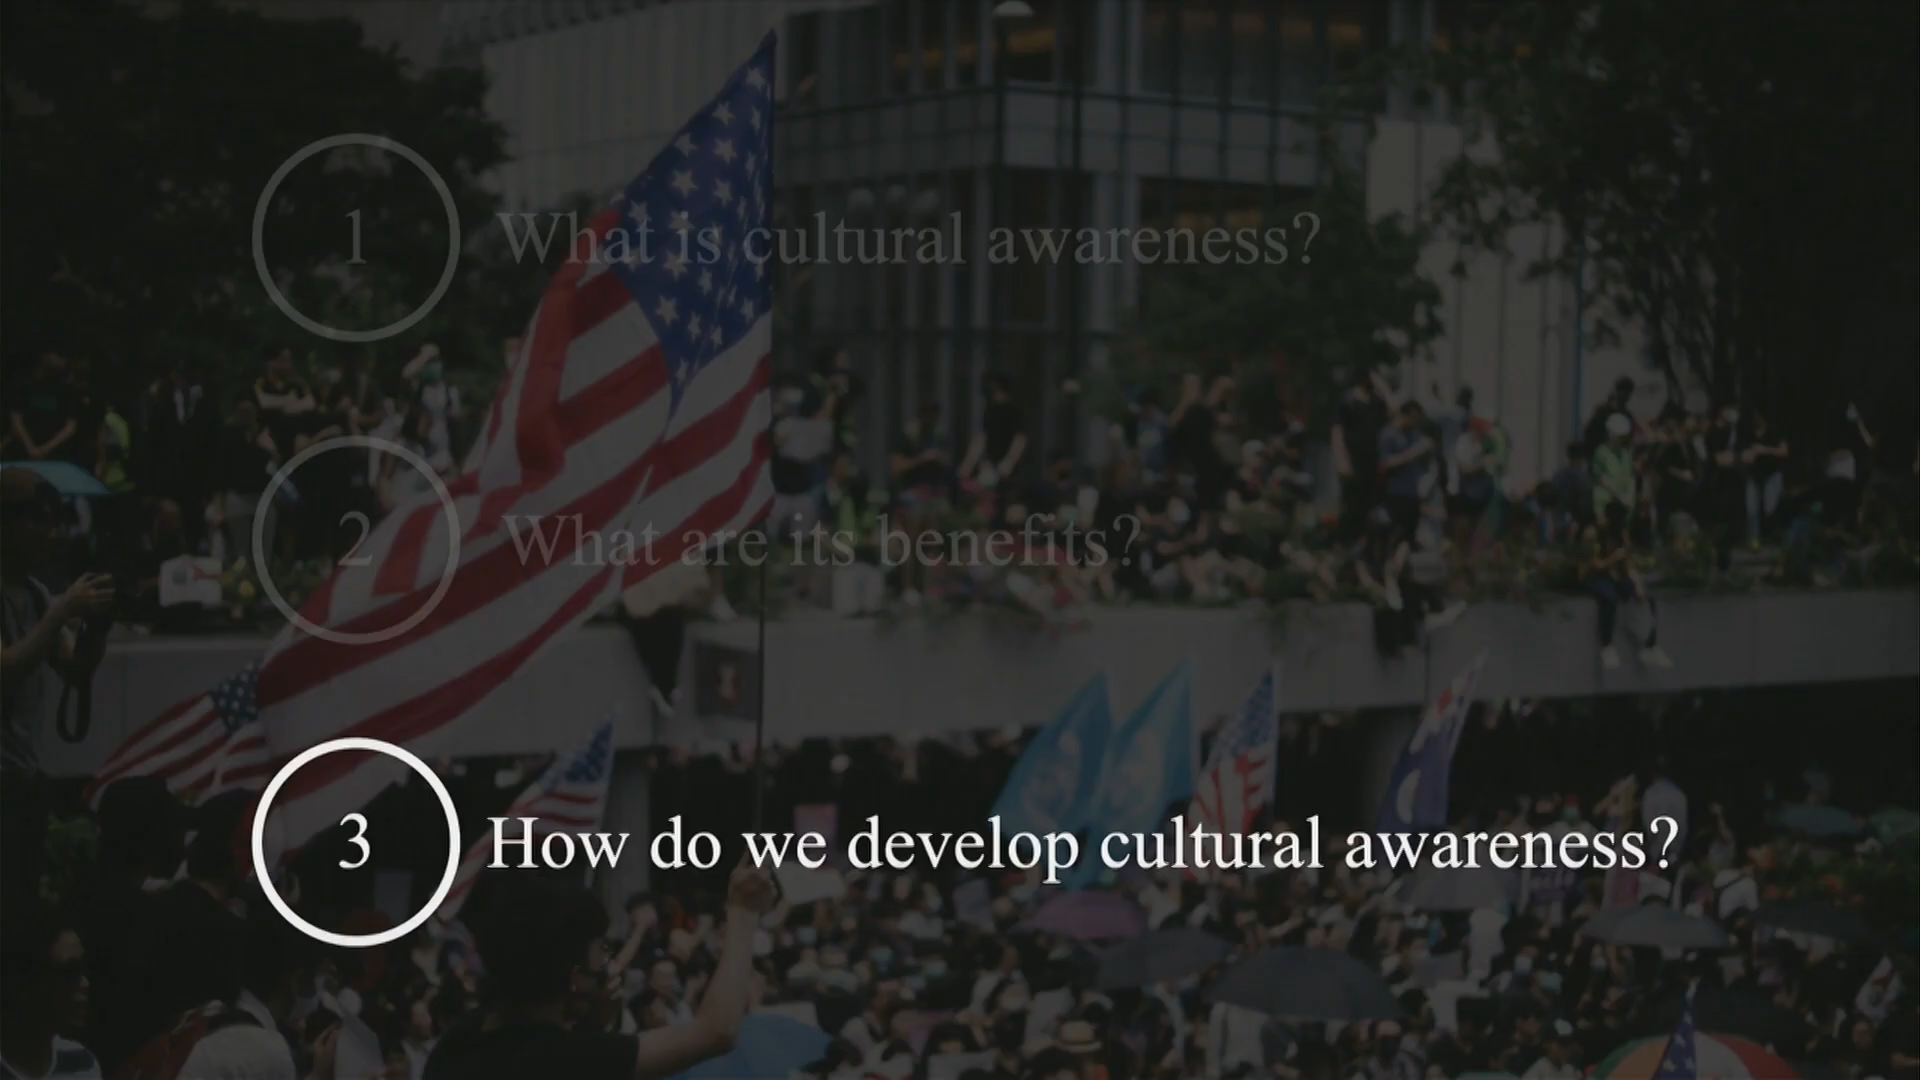 1 What is cultural awareness?
2 What are its benefits?
3 How do we develop cultural awareness?